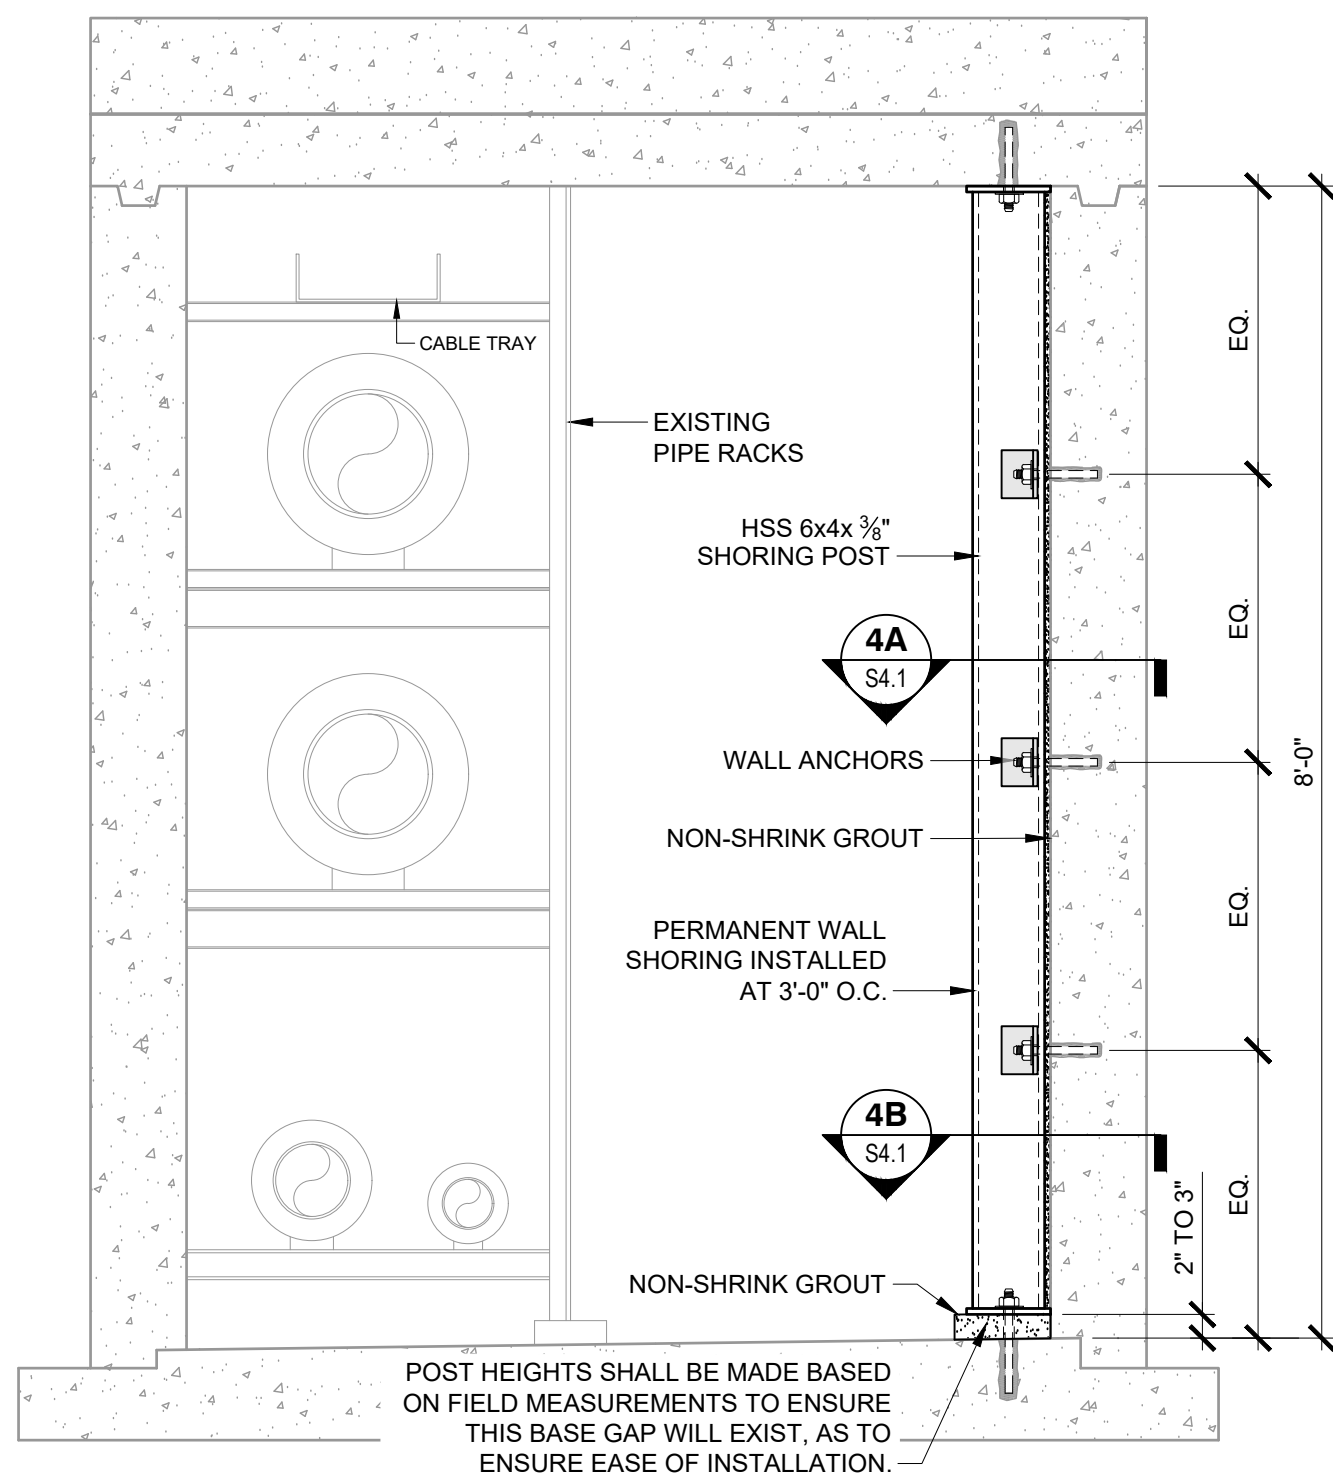 CABLE TRAY
EXISTING
PIPE RACKS
HSS 6x4x 3⁄8"
SHORING POST
4A
S4.1
WALL ANCHORS
NON-SHRINK GROUT
PERMANENT WALL
SHORING INSTALLED
AT 3'-0" O.C.
4B
S4.1
NON-SHRINK GROUT
POST HEIGHTS SHALL BE MADE BASED
ON FIELD MEASUREMENTS TO ENSURE
THIS BASE GAP WILL EXIST, AS TO
ENSURE EASE OF INSTALLATION.
2" TO 3"
EQ.
EQ.
EQ.
EQ.
8'-0"